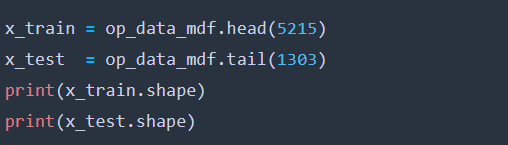 x_train = op_data_mdf.head(5215)
x_test  = op_data_mdf.tail(1303)
print(x_train.shape)
print(x_test.shape)